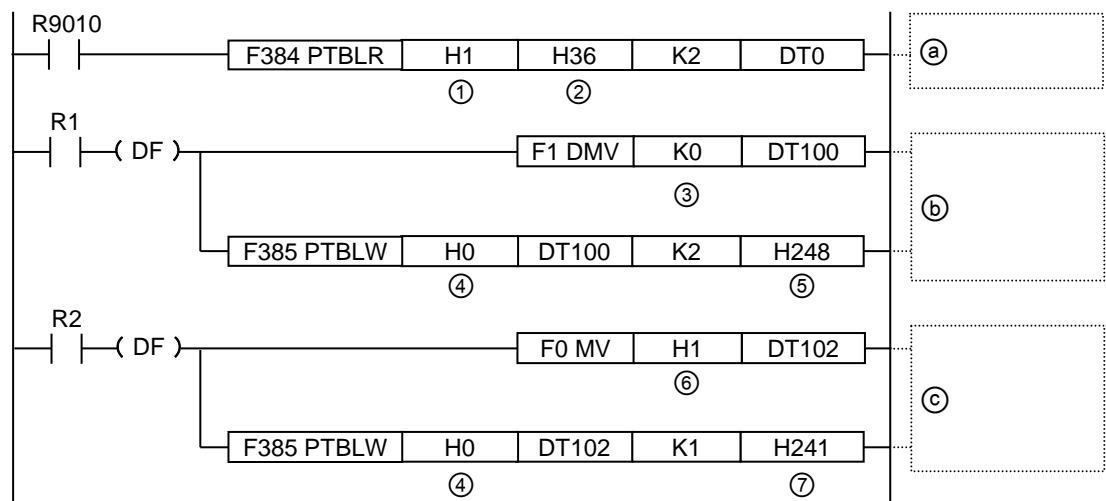 R9010
F384 PTBLR H1 H36 K2 DT0 ⓐ
① ②
R1
( DF ) F1 DMV K0 DT100
③ ⓑ
F385 PTBLW H0 DT100 K2 H248
④ ⑤
R2
( DF ) F0 MV H1 DT102
⑥ ⓒ
F385 PTBLW H0 DT102 K1 H241
④ ⑦